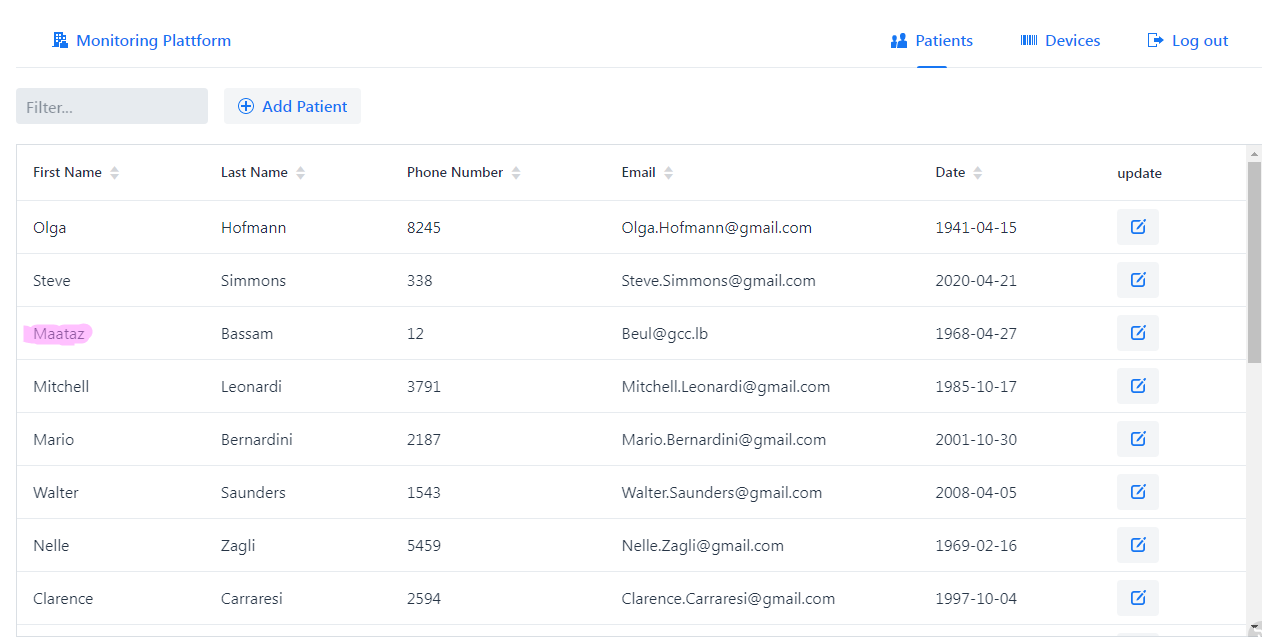 Monitoring Plattform Patients Devices Log out
Filter... Add Patient
First Name Last Name Phone Number Email Date update
Olga Hofmann 8245 Olga.Hofmann@gmail.com 1941-04-15
Steve Simmons 338 Steve.Simmons@gmail.com 2020-04-21
Maataz Bassam 12 Beul@gcc.lb 1968-04-27
Mitchell Leonardi 3791 Mitchell.Leonardi@gmail.com 1985-10-17
Mario Bernardini 2187 Mario.Bernardini@gmail.com 2001-10-30
Walter Saunders 1543 Walter.Saunders@gmail.com 2008-04-05
Nelle Zagli 5459 Nelle.Zagli@gmail.com 1969-02-16
Clarence Carraresi 2594 Clarence.Carraresi@gmail.com 1997-10-04